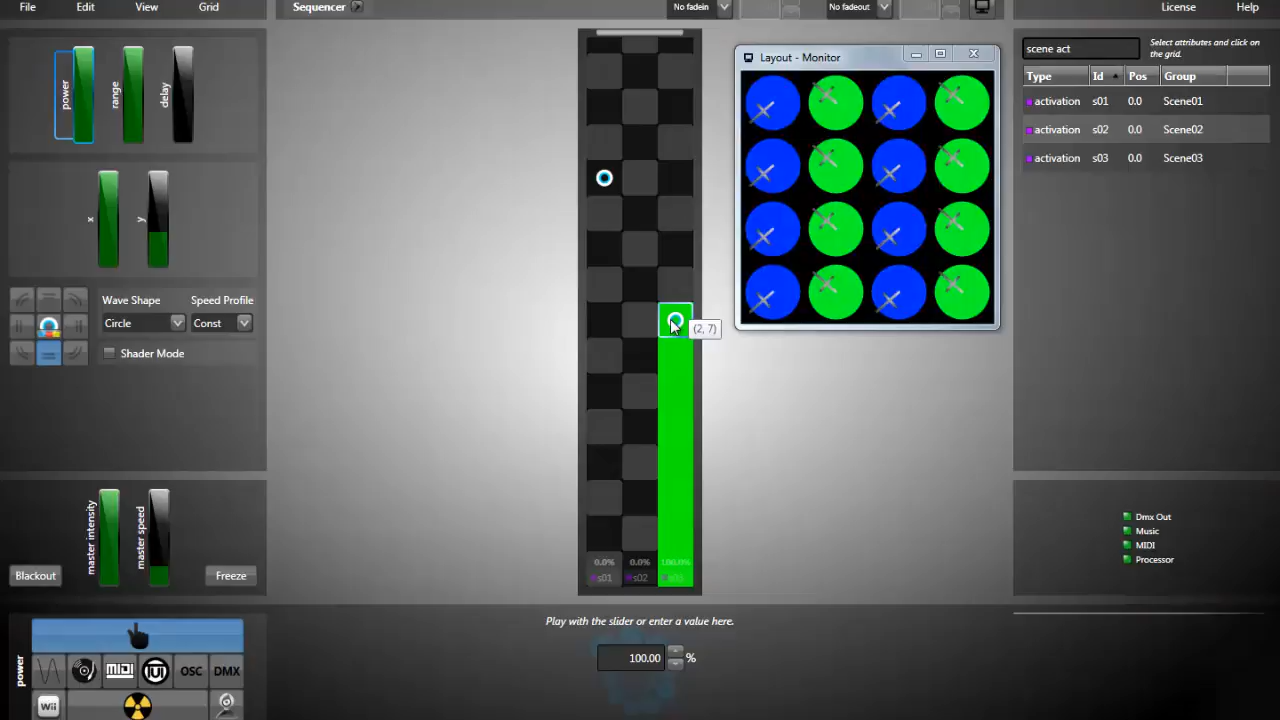 File Edit View Grid
Sequencer
No fadein
No fadeout
License Help
power
range
delay
x
y
Wave Shape Speed Profile
Circle Const
Shader Mode
master intensity
master speed
Blackout Freeze
power
MIDI OSC DMX
Wii
(2, 7)
0.0% 0.0% 100.0%
s01 s02 s03
Layout - Monitor
scene act
Select attributes and click on
the grid.
Type Id Pos Group
activation s01 0.0 Scene01
activation s02 0.0 Scene02
activation s03 0.0 Scene03
Dmx Out
Music
MIDI
Processor
Play with the slider or enter a value here.
100.00 %